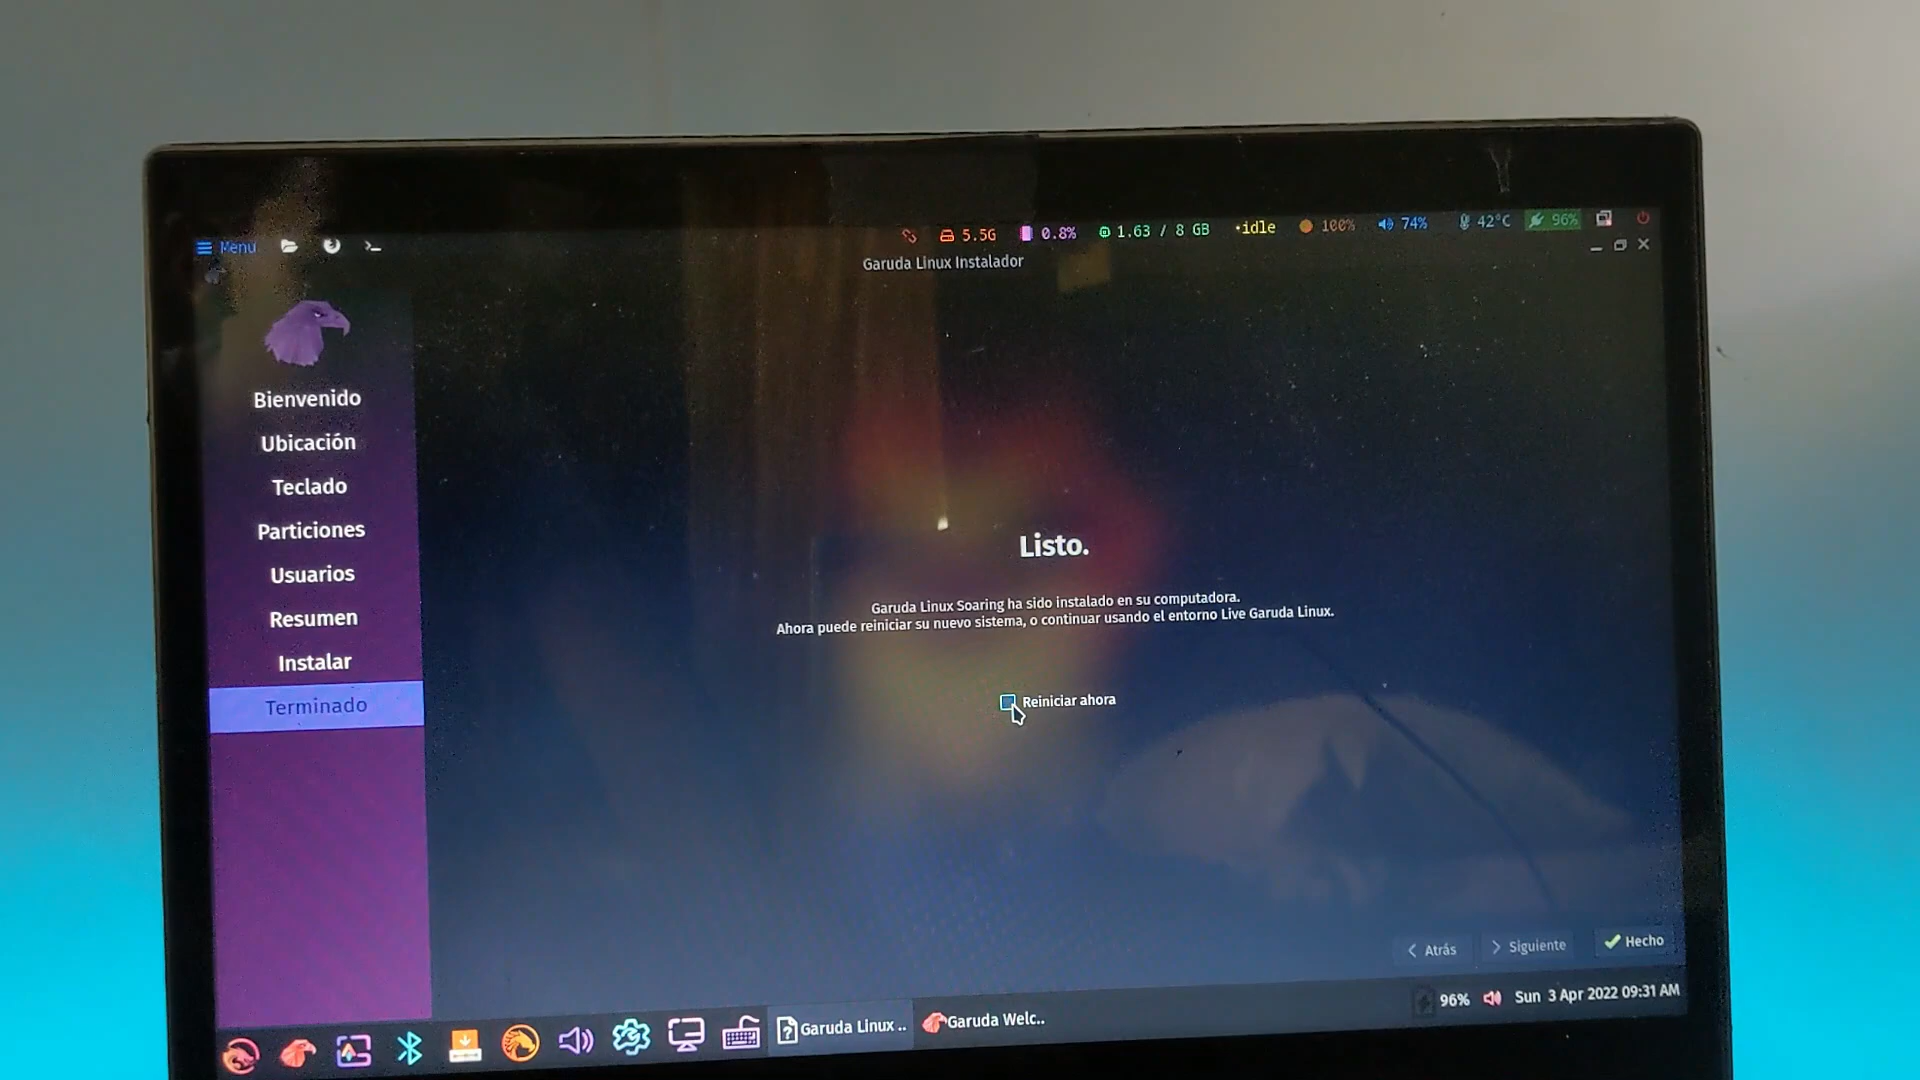 Menu
5.5G 0.8% 1.63 / 8 GB •idle 100% 74% 42°C 96%
Garuda Linux Instalador
Bienvenido
Ubicación
Teclado
Particiones
Usuarios
Resumen
Instalar
Terminado
Listo.
Garuda Linux Soaring ha sido instalado en su computadora.
Ahora puede reiniciar su nuevo sistema, o continuar usando el entorno Live Garuda Linux.
Reiniciar ahora
Atrás Siguiente Hecho
96% Sun 3 Apr 2022 09:31 AM
Garuda Linux .. Garuda Welc..